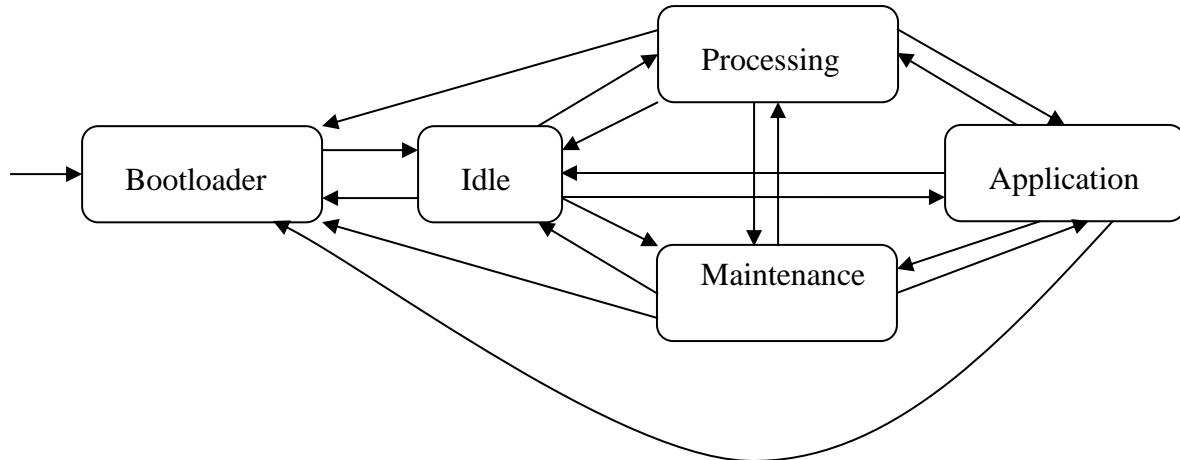 Processing
Bootloader
Idle
Application
Maintenance